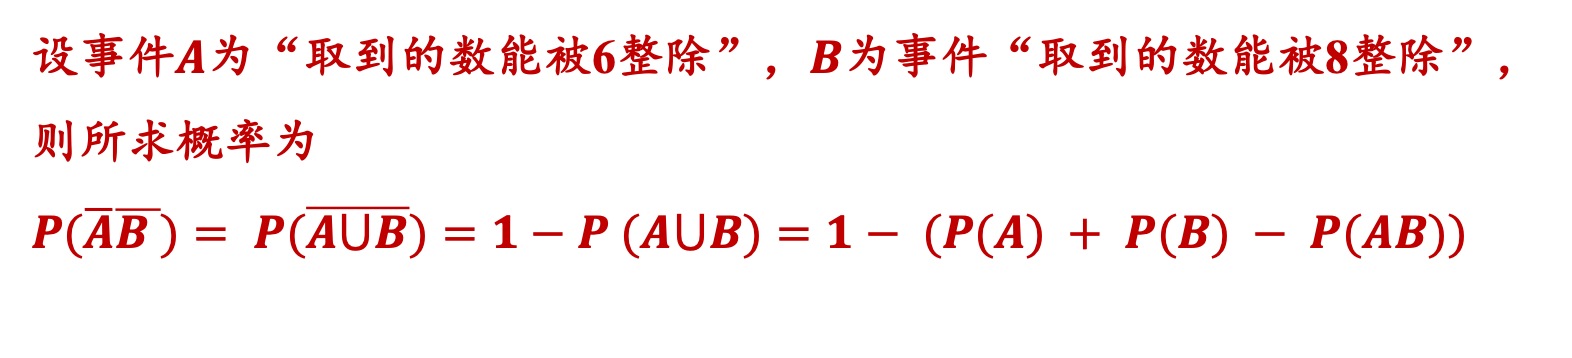 设事件A为“取到的数能被6整除”，B为事件“取到的数能被8整除”，
则所求概率为
P(A̅B̅) = P(A̅⋃̅B̅) = 1 − P (A⋃B) = 1 − (P(A) + P(B) − P(AB))